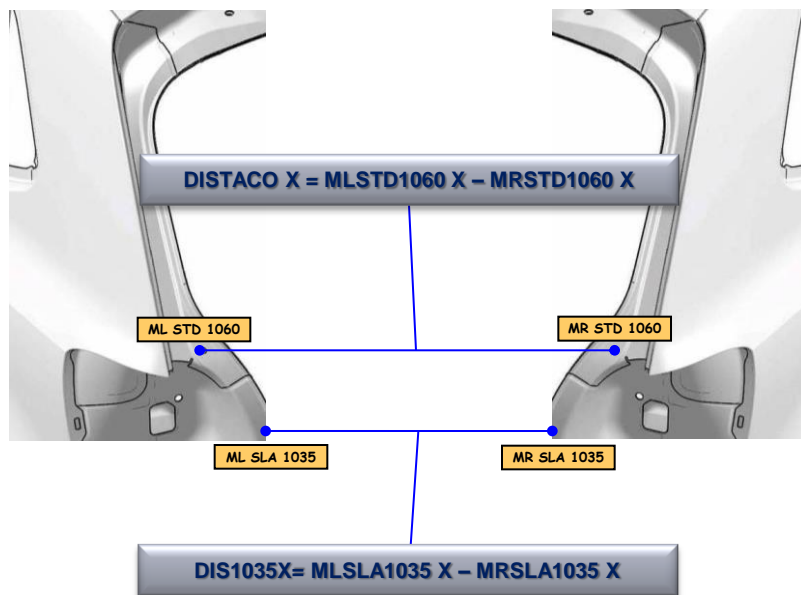 DISTACO X = MLSTD1060 X – MRSTD1060 X
ML STD 1060
MR STD 1060
ML SLA 1035
MR SLA 1035
DIS1035X= MLSLA1035 X – MRSLA1035 X